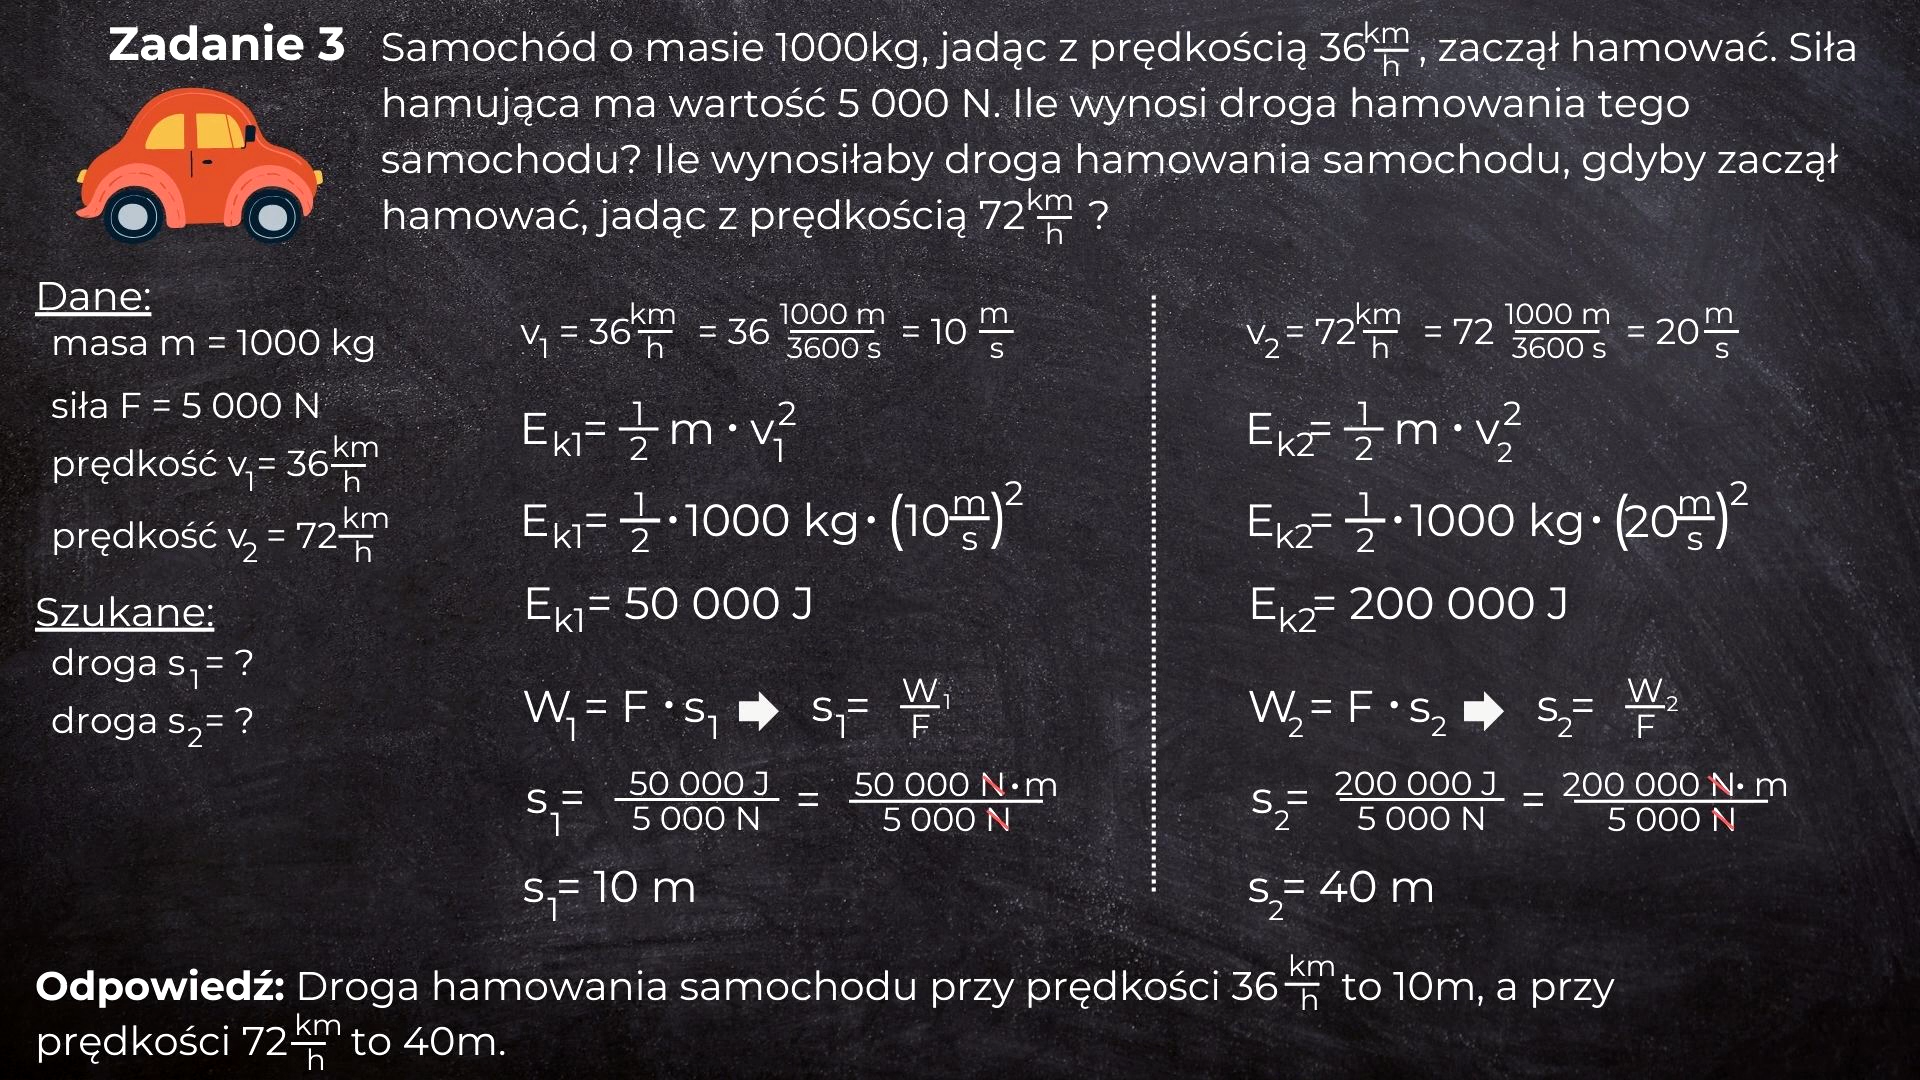 Zadanie 3
Samochód o masie 1000kg, jadąc z prędkością 36 km/h, zaczął hamować. Siła
hamująca ma wartość 5 000 N. Ile wynosi droga hamowania tego
samochodu? Ile wynosiłaby droga hamowania samochodu, gdyby zaczął
hamować, jadąc z prędkością 72 km/h ?
Dane:
masa m = 1000 kg
siła F = 5 000 N
prędkość v₁ = 36 km/h
prędkość v₂ = 72 km/h
Szukane:
droga s₁ = ?
droga s₂ = ?
v₁ = 36 km/h = 36 1000 m/3600 s = 10 m/s
Eₖ₁ = 1/2 m · v₁²
Eₖ₁ = 1/2 · 1000 kg · (10 m/s)²
Eₖ₁ = 50 000 J
W₁ = F · s₁ ➡ s₁ = W₁/F
s₁ = 50 000 J/5 000 N = 50 000 N · m/5 000 N
s₁ = 10 m
v₂ = 72 km/h = 72 1000 m/3600 s = 20 m/s
Eₖ₂ = 1/2 m · v₂²
Eₖ₂ = 1/2 · 1000 kg · (20 m/s)²
Eₖ₂ = 200 000 J
W₂ = F · s₂ ➡ s₂ = W₂/F
s₂ = 200 000 J/5 000 N = 200 000 N · m/5 000 N
s₂ = 40 m
Odpowiedź: Droga hamowania samochodu przy prędkości 36 km/h to 10m, a przy
prędkości 72 km/h to 40m.